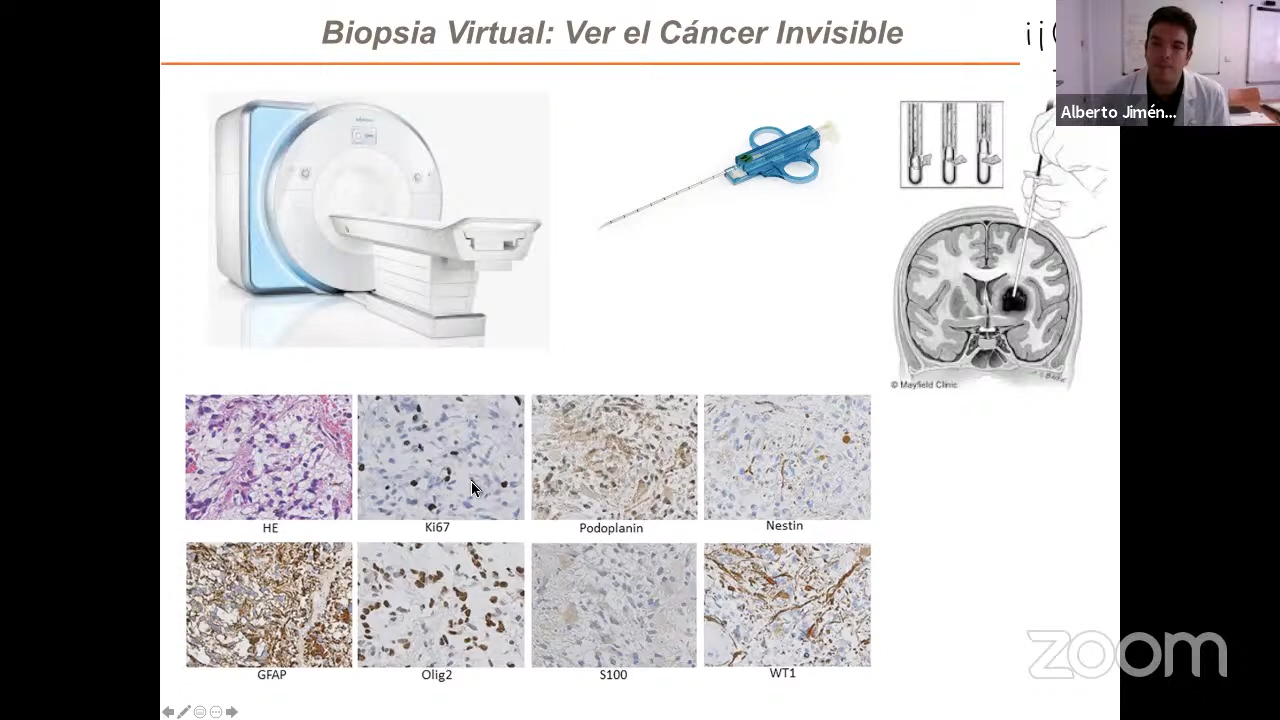 Biopsia Virtual: Ver el Cáncer Invisible
Alberto Jimén...
© Mayfield Clinic
HE
Ki67
Podoplanin
Nestin
GFAP
Olig2
S100
WT1
zoom